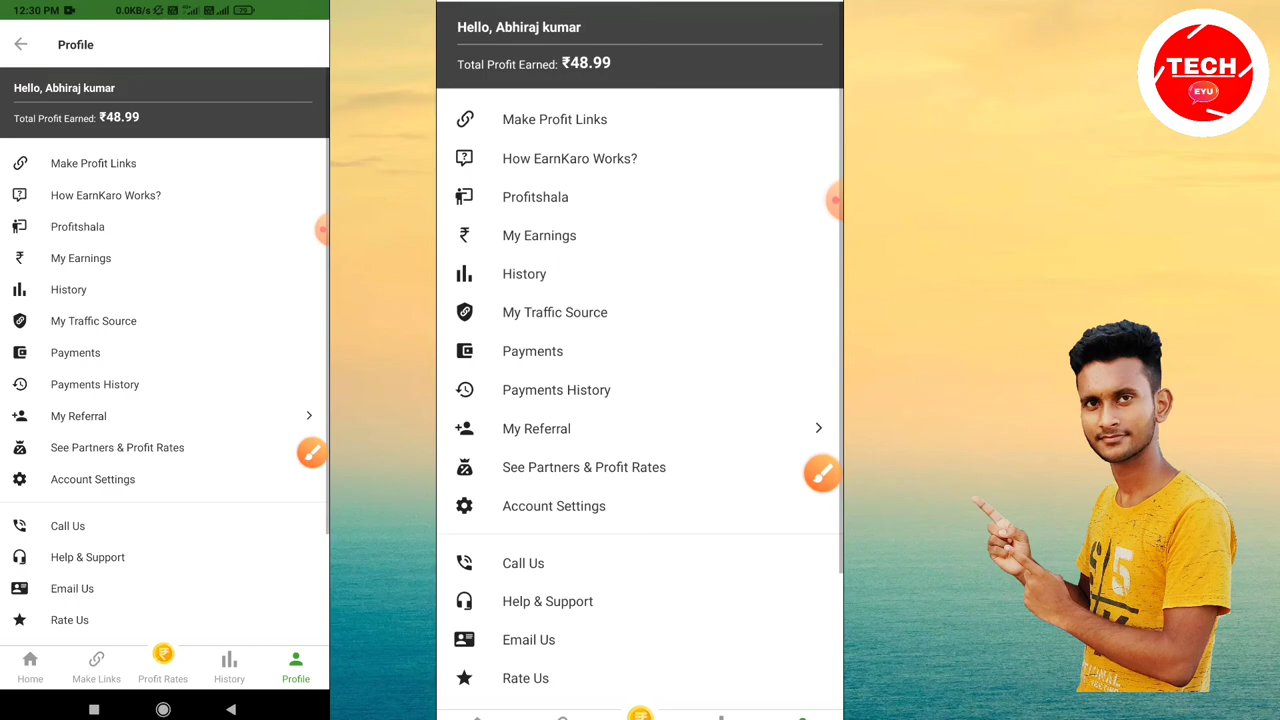 12:30 PM 0.0KB/s 79
Profile
Hello, Abhiraj kumar
Total Profit Earned: ₹48.99
Make Profit Links
How EarnKaro Works?
Profitshala
My Earnings
History
My Traffic Source
Payments
Payments History
My Referral
See Partners & Profit Rates
Account Settings
Call Us
Help & Support
Email Us
Rate Us
Home Make Links Profit Rates History Profile
Hello, Abhiraj kumar
Total Profit Earned: ₹48.99
Make Profit Links
How EarnKaro Works?
Profitshala
My Earnings
History
My Traffic Source
Payments
Payments History
My Referral
See Partners & Profit Rates
Account Settings
Call Us
Help & Support
Email Us
Rate Us
TECH
EYU